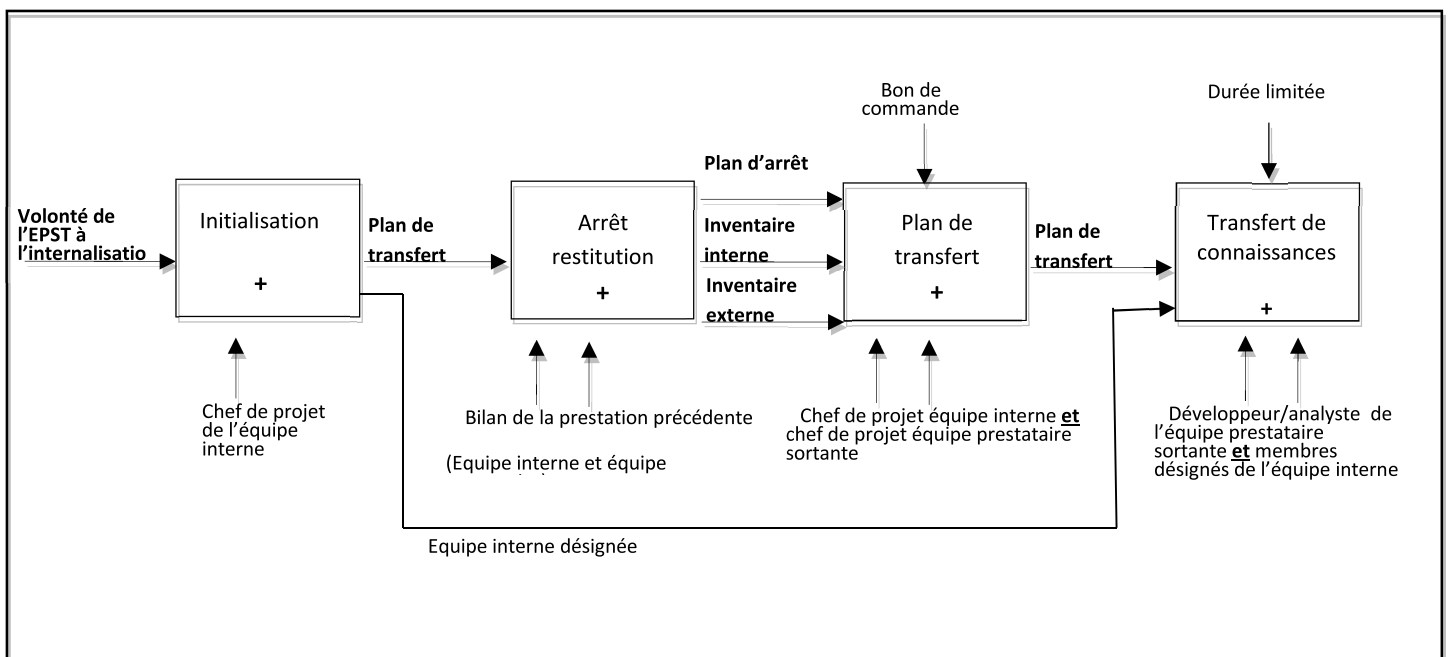 Bon de
commande
Durée limitée
Plan d’arrêt
Volonté de
l’EPST à
l’internalisatio
Initialisation
+
Plan de
transfert
Arrêt
restitution
+
Inventaire
interne
Inventaire
externe
Plan de
transfert
+
Plan de
transfert
Transfert de
connaissances
+
Chef de projet
de l’équipe
interne
Bilan de la prestation précédente
(Equipe interne et équipe
Chef de projet équipe interne et
chef de projet équipe prestataire
sortante
Développeur/analyste de
l’équipe prestataire
sortante et membres
désignés de l’équipe interne
Equipe interne désignée